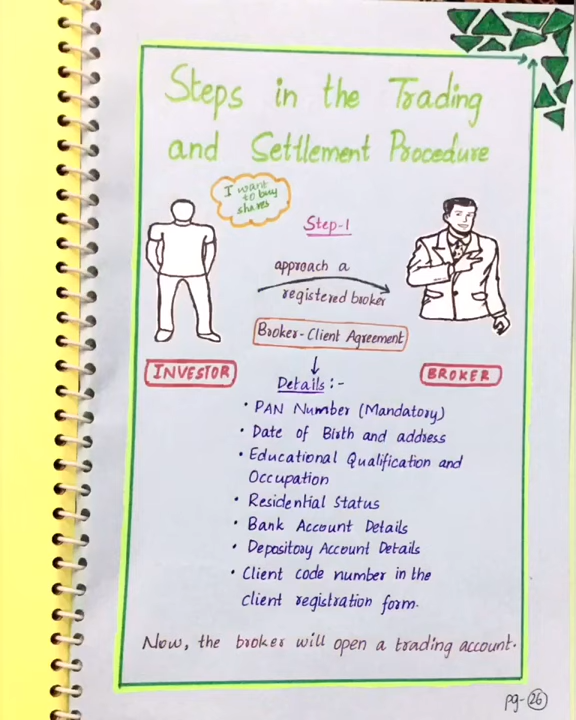 Steps in the Trading
and Settlement Procedure
I want
to buy
shares
Step-1
approach a
registered broker
Broker-Client Agreement
INVESTOR
BROKER
Details :-
• PAN Number (Mandatory)
• Date of Birth and address
• Educational Qualification and
Occupation
• Residential Status
• Bank Account Details
• Depository Account Details
• Client code number in the
client registration form.
Now, the broker will open a trading account.
pg-26